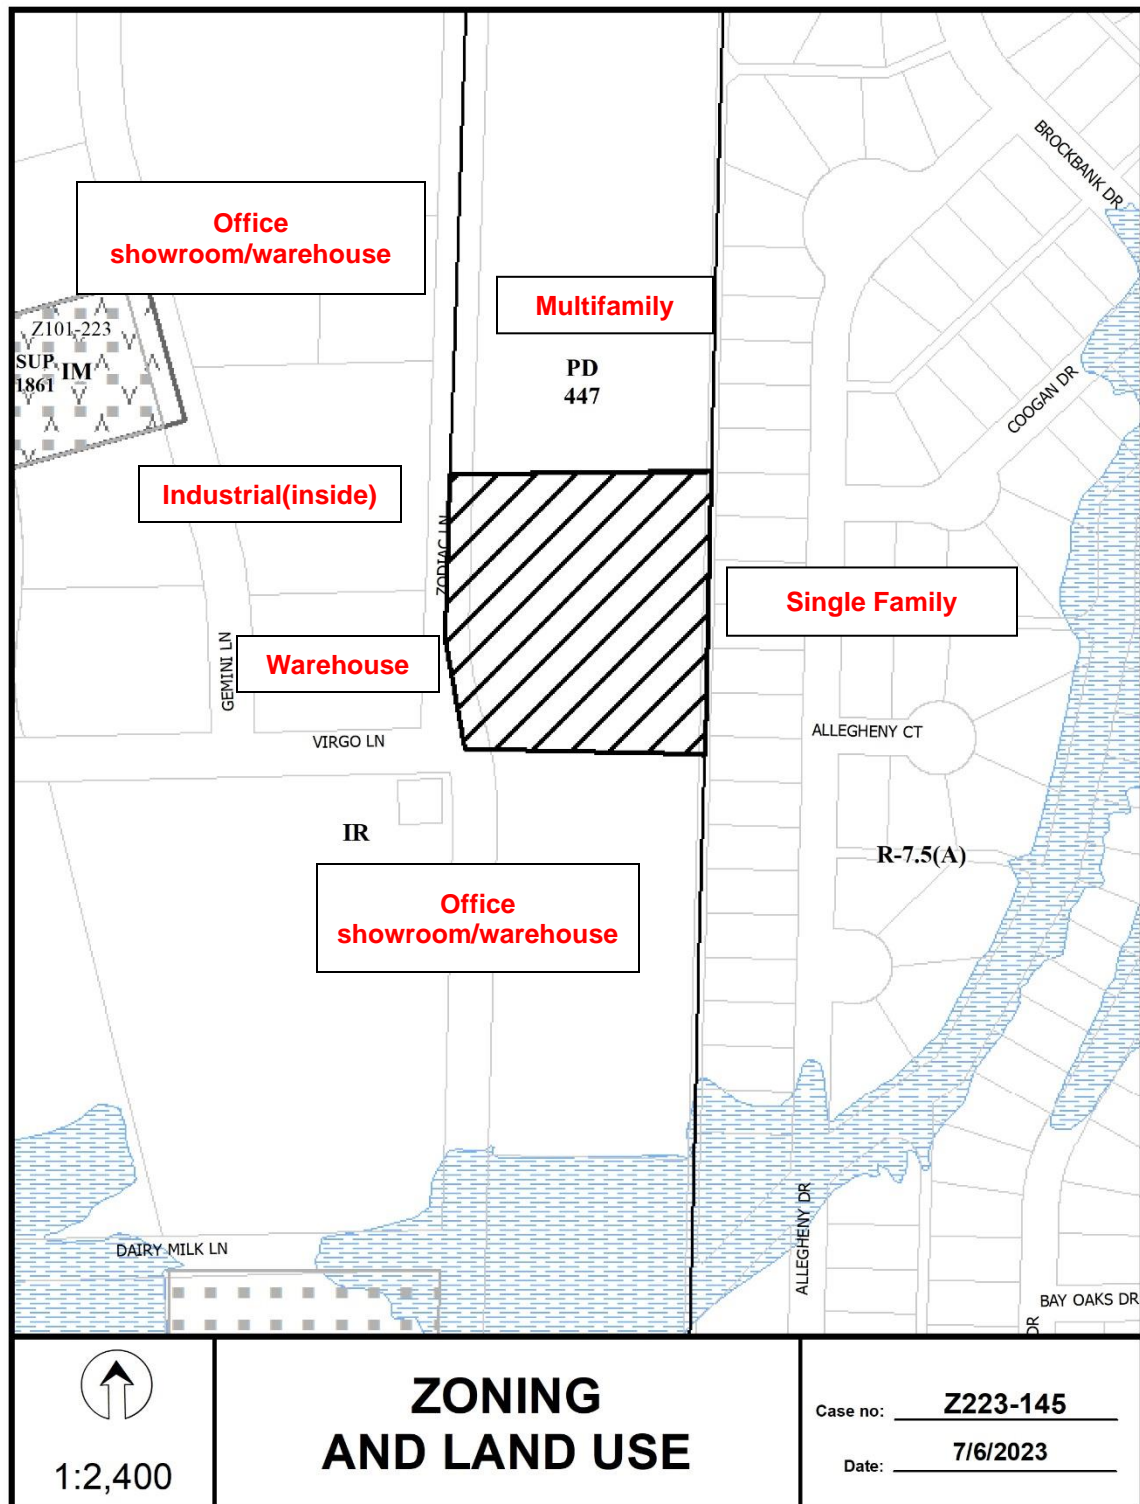 BROCKBANK DR
Office
showroom/warehouse
Multifamily
Z101-223
SUP
1861
IM
PD
447
COOGAN DR
Industrial(inside)
ZODIAC LN
Single Family
GEMINI LN
Warehouse
VIRGO LN
ALLEGHENY CT
IR
R-7.5(A)
Office
showroom/warehouse
ALLEGHENY DR
DAIRY MILK LN
BAY OAKS DR
DR
1:2,400
ZONING
AND LAND USE
Case no: Z223-145
Date: 7/6/2023